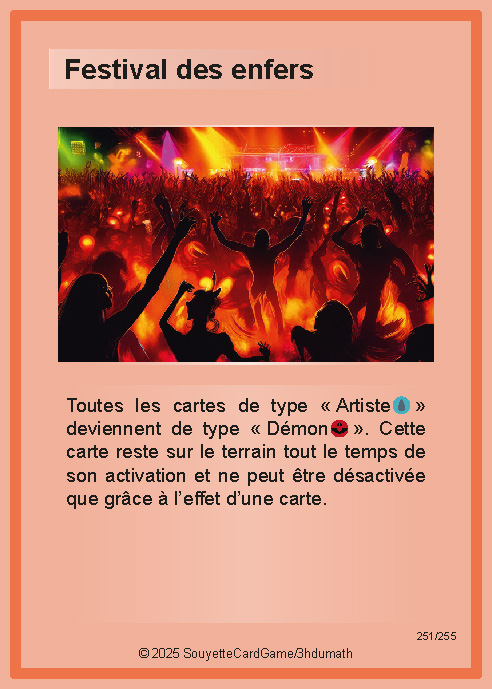 Festival des enfers
Toutes les cartes de type « Artiste »
deviennent de type « Démon ». Cette
carte reste sur le terrain tout le temps de
son activation et ne peut être désactivée
que grâce à l’effet d’une carte.
251/255
© 2025 SouyetteCardGame/3hdumath